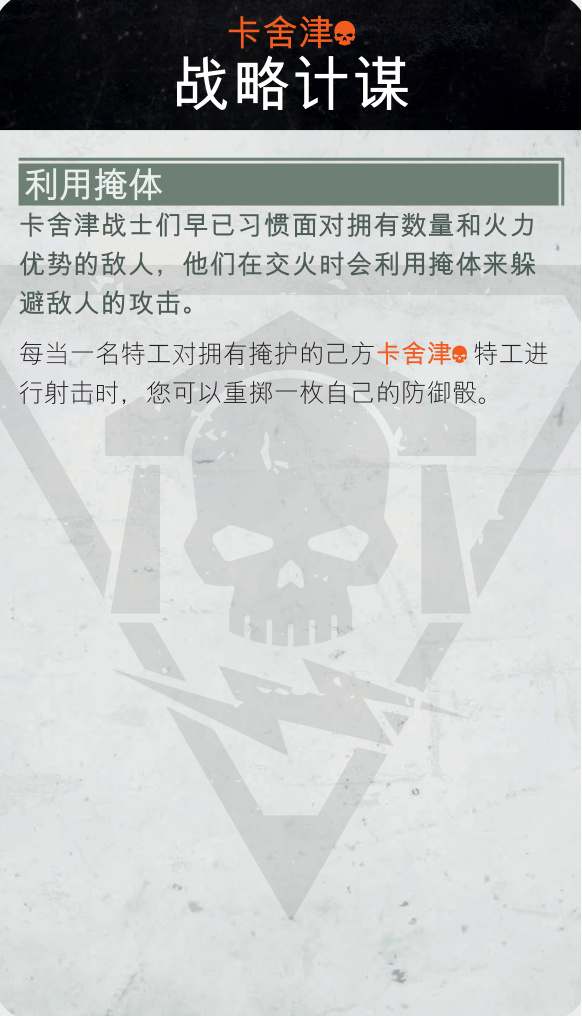 卡舍津
战略计谋
利用掩体
卡舍津战士们早已习惯面对拥有数量和火力
优势的敌人，他们在交火时会利用掩体来躲
避敌人的攻击。
每当一名特工对拥有掩护的己方卡舍津 特工进
行射击时，您可以重掷一枚自己的防御骰。